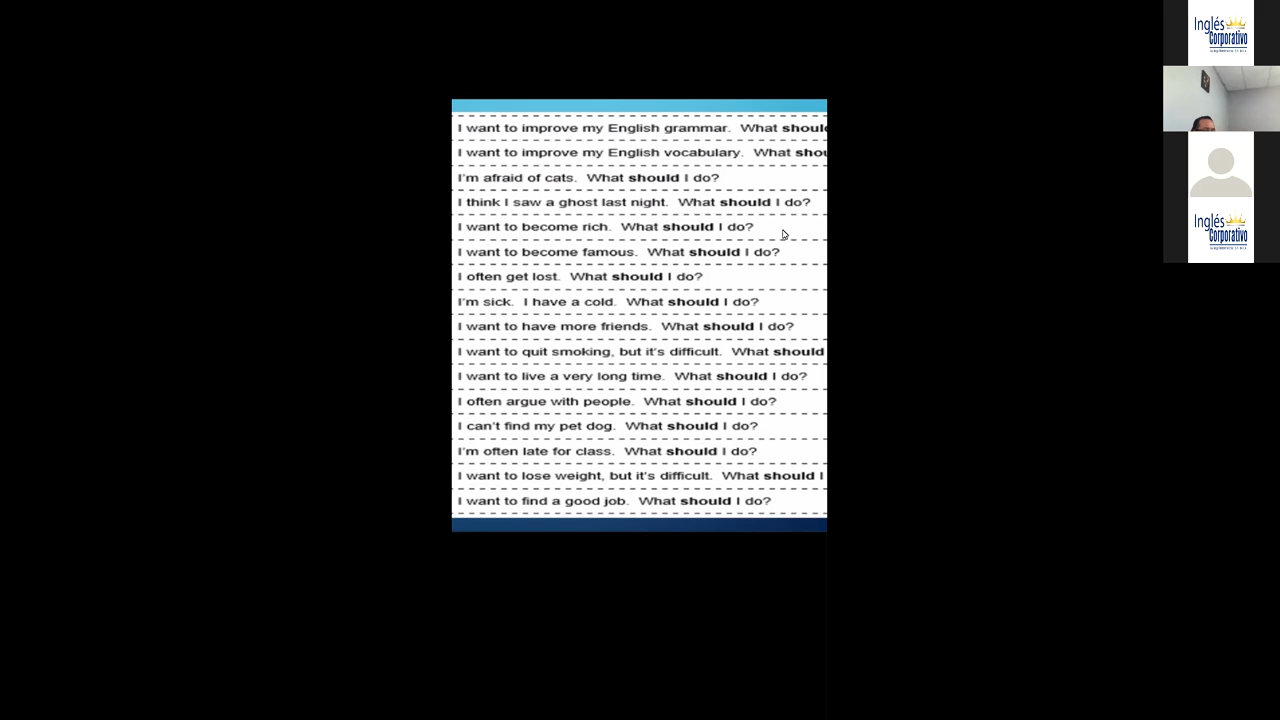 I want to improve my English grammar. What should
I want to improve my English vocabulary. What shou
I'm afraid of cats. What should I do?
I think I saw a ghost last night. What should I do?
I want to become rich. What should I do?
I want to become famous. What should I do?
I often get lost. What should I do?
I'm sick. I have a cold. What should I do?
I want to have more friends. What should I do?
I want to quit smoking, but it's difficult. What should
I want to live a very long time. What should I do?
I often argue with people. What should I do?
I can't find my pet dog. What should I do?
I'm often late for class. What should I do?
I want to lose weight, but it's difficult. What should I
I want to find a good job. What should I do?
Inglés
Corporativo
Inglés
Corporativo